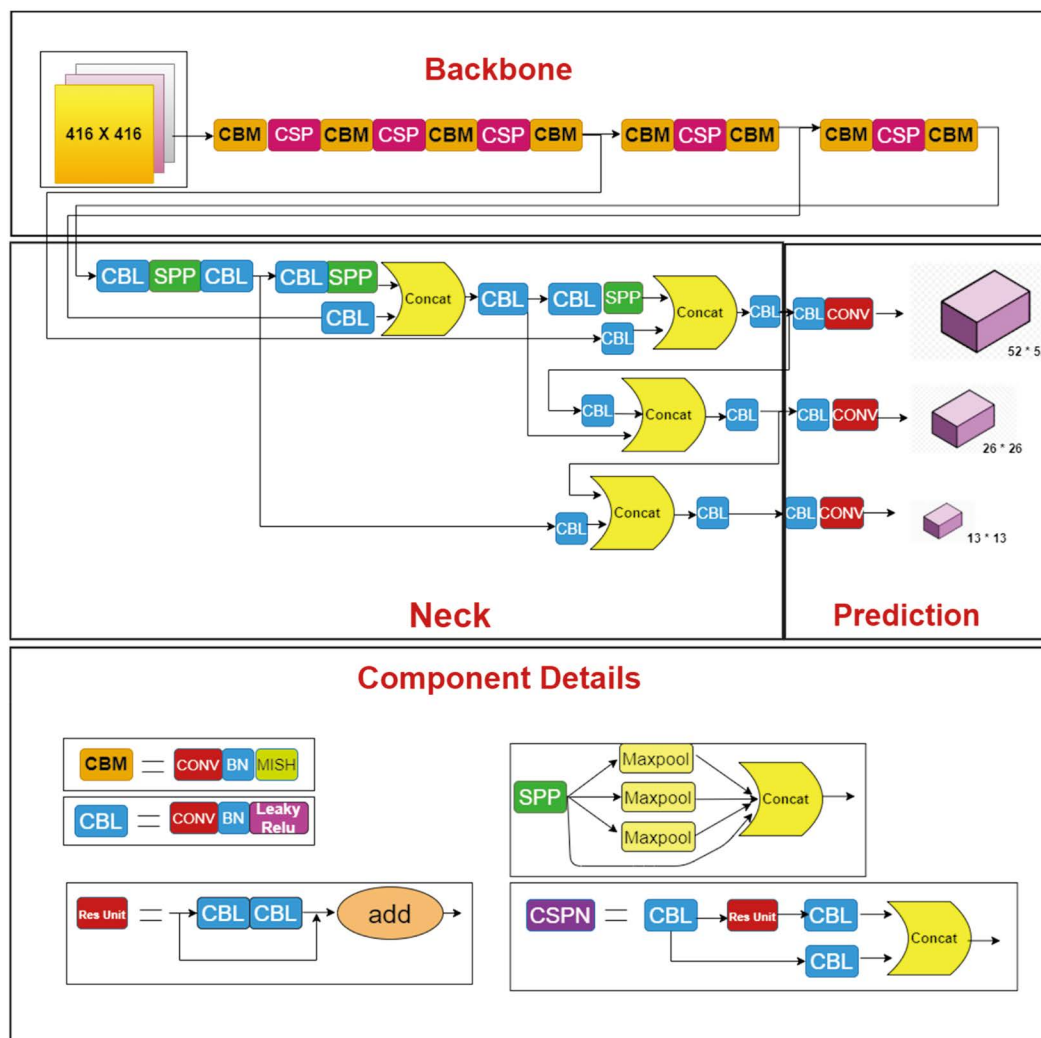 Backbone
416 X 416
CBM CSP CBM CSP CBM CSP CBM CBM CSP CBM CBM CSP CBM
CBL SPP CBL CBL SPP Concat CBL CBL SPP Concat CBL CBL CONV
CBL
CBL
52 * 5
CBL Concat CBL CBL CONV
26 * 26
CBL Concat CBL CBL CONV
13 * 13
Neck
Prediction
Component Details
CBM = CONV BN MISH
CBL = CONV BN Leaky
Relu
SPP Maxpool Maxpool Maxpool Concat
Res Unit = CBL CBL add
CSPN = CBL Res Unit CBL Concat
CBL